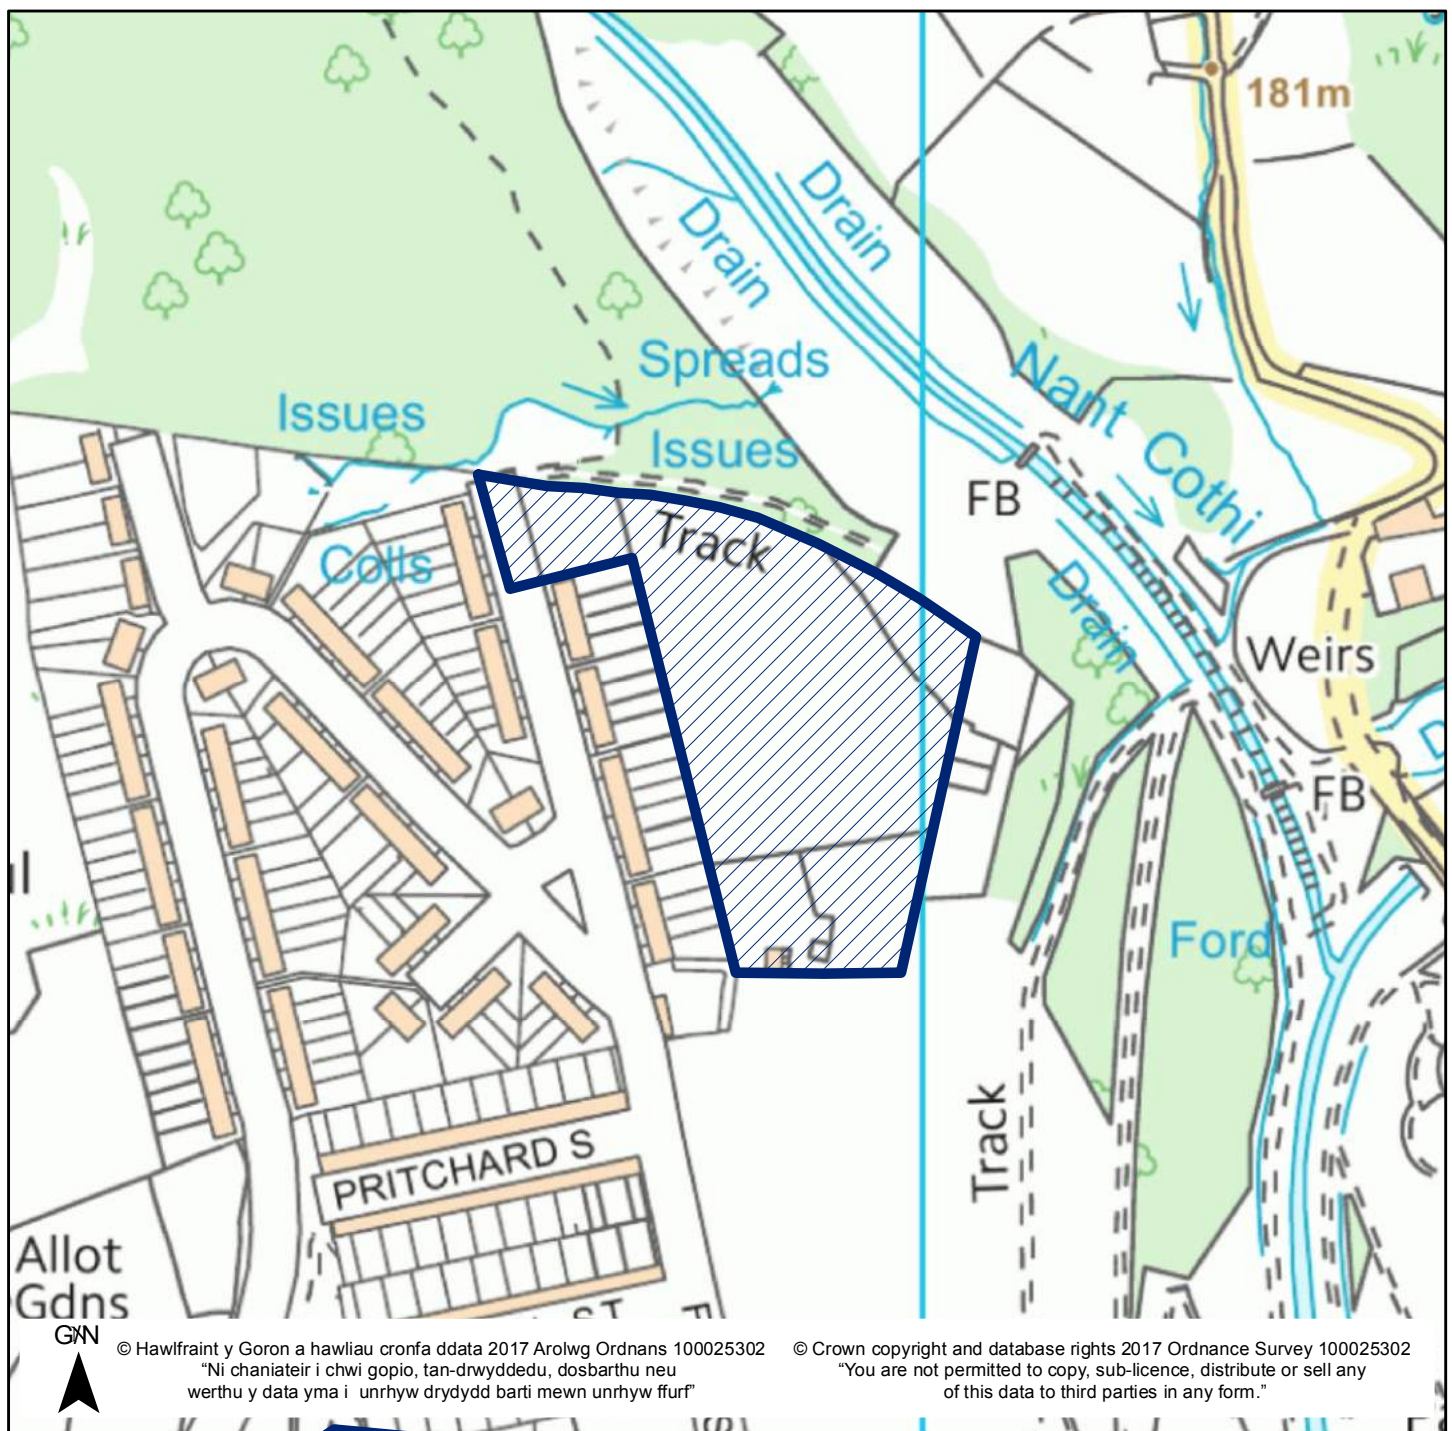 181m
Drain
Drain
Spreads
Issues
Issues
Nant Cothi
FB
Track
Colls
Drain
Weirs
FB
Ford
Track
PRITCHARD S
Allot
Gdns
ST
G/YN
© Hawlfraint y Goron a hawliau cronfa ddata 2017 Arolwg Ordnans 100025302
“Ni chaniateir i chwi gopio, tan-drwyddedu, dosbarthu neu
werthu y data yma i unrhyw drydydd barti mewn unrhyw ffurf”
© Crown copyright and database rights 2017 Ordnance Survey 100025302
“You are not permitted to copy, sub-licence, distribute or sell any
of this data to third parties in any form.”